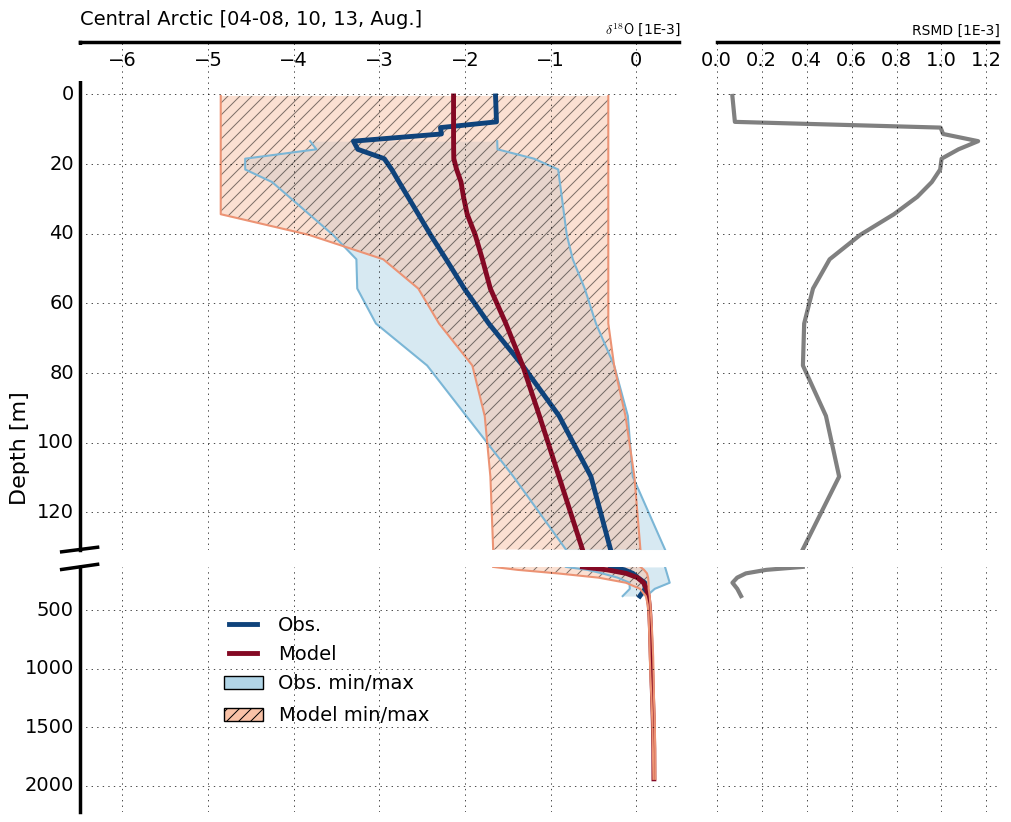 Central Arctic [04-08, 10, 13, Aug.]
δ¹⁸O [1E-3]
RSMD [1E-3]
−6 −5 −4 −3 −2 −1 0
0.0 0.2 0.4 0.6 0.8 1.0 1.2
0
20
40
60
80
100
120
Depth [m]
500
1000
1500
2000
Obs.
Model
Obs. min/max
Model min/max